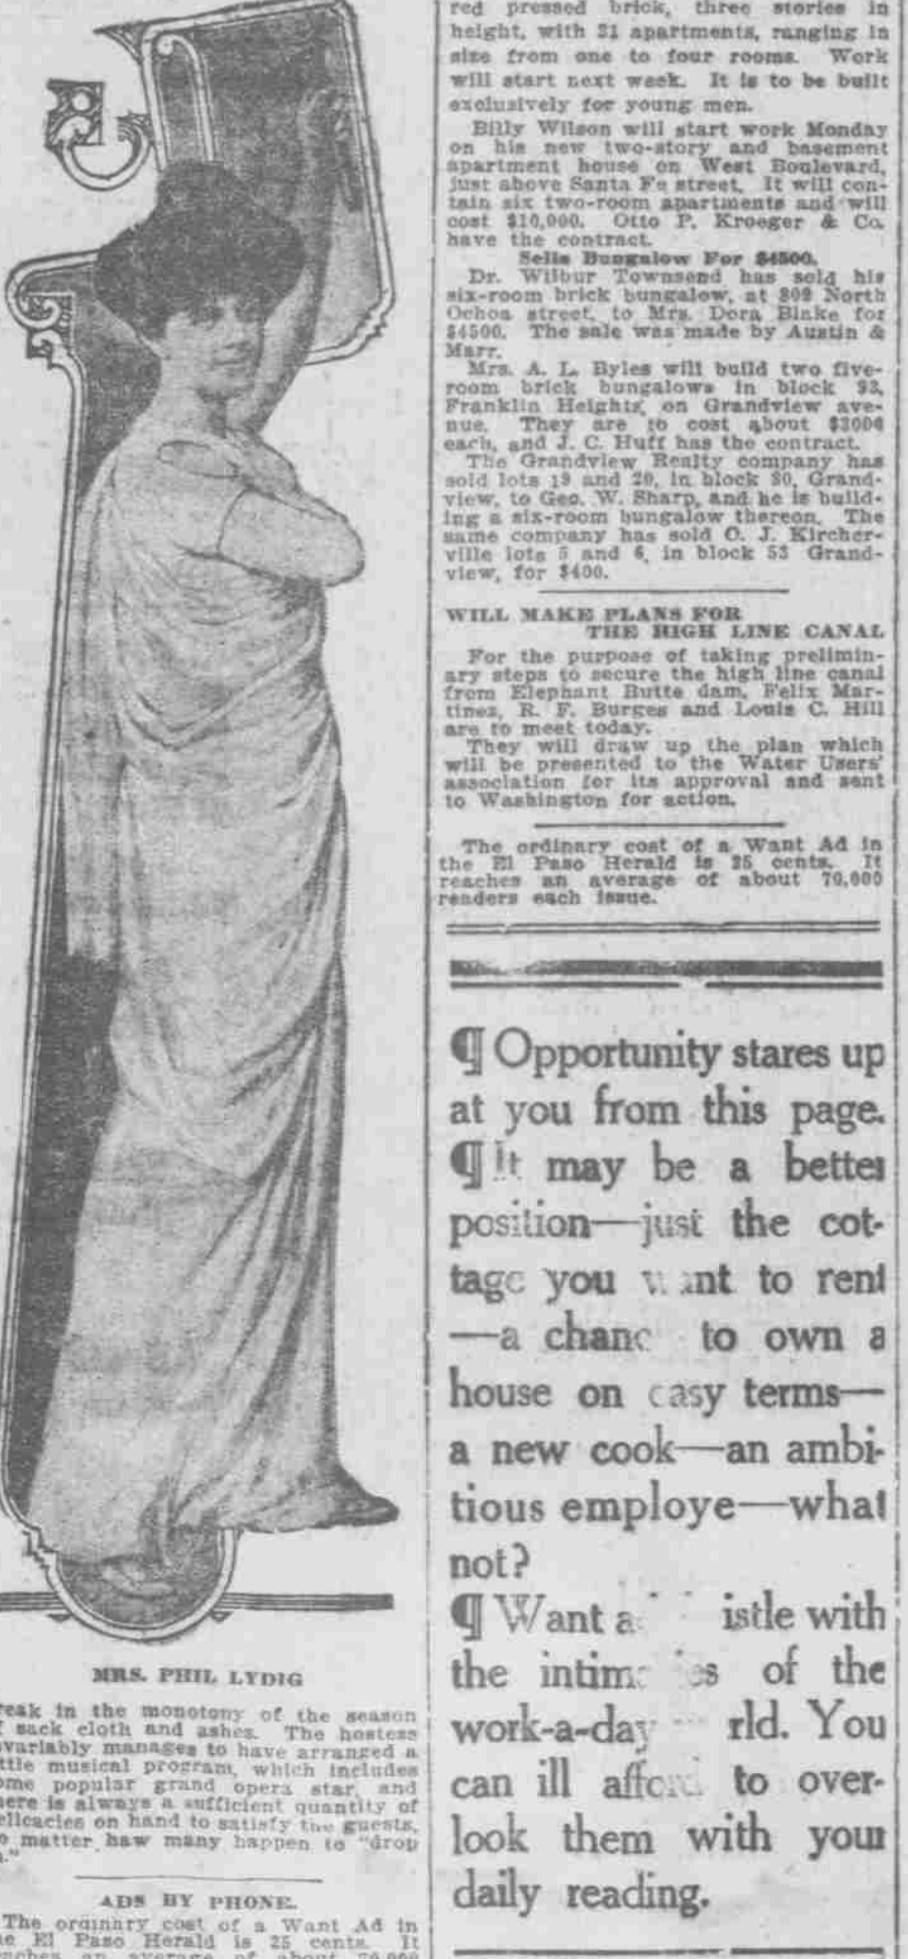 MRS. PHIL LYDIG
reak in the monotony of the season
f sack cloth and ashes. The hostess
variably manages to have arranged a
ttle musical program, which includes
ome popular grand opera star, and
here is always a sufficient quantity of
elicacies on hand to satisfy the guests,
o matter haw many happen to "drop
."
ADS BY PHONE.
The ordinary cost of a Want Ad in
he El Paso Herald is 25 cents. It
reaches an average of about 70,000
red pressed brick, three stories in
height, with 21 apartments, ranging in
size from one to four rooms. Work
will start next week. It is to be built
exclusively for young men.
Billy Wilson will start work Monday
on his new two-story and basement
apartment house on West Boulevard,
just above Santa Fe street. It will con-
tain six two-room apartments and will
cost $10,000. Otto P. Kroeger & Co.
have the contract.
Sells Bungalow For $4500.
Dr. Wilbur Townsend has sold his
six-room brick bungalow, at 809 North
Ochoa street, to Mrs. Dora Blake for
$4500. The sale was made by Austin &
Marr.
Mrs. A. L. Byles will build two five-
room brick bungalows in block 93,
Franklin Heights, on Grandview ave-
nue. They are to cost about $3000
each, and J. C. Huff has the contract.
The Grandview Realty company has
sold lots 19 and 20, in block 80, Grand-
view, to Geo. W. Sharp, and he is build-
ing a six-room bungalow thereon. The
same company has sold O. J. Kircher-
ville lots 5 and 6, in block 53 Grand-
view, for $400.
WILL MAKE PLANS FOR
THE HIGH LINE CANAL
For the purpose of taking prelimin-
ary steps to secure the high line canal
from Elephant Butte dam, Felix Mar-
tinez, R. F. Burges and Louis C. Hill
are to meet today.
They will draw up the plan which
will be presented to the Water Users'
association for its approval and sent
to Washington for action.
The ordinary cost of a Want Ad in
the El Paso Herald is 25 cents. It
reaches an average of about 70,000
readers each issue.
¶ Opportunity stares up
at you from this page.
¶ It may be a better
position—just the cot-
tage you want to rent
—a chanc to own a
house on easy terms—
a new cook—an ambi-
tious employe—what
not?
¶ Want a istle with
the intim es of the
work-a-day rld. You
can ill afford to over-
look them with your
daily reading.